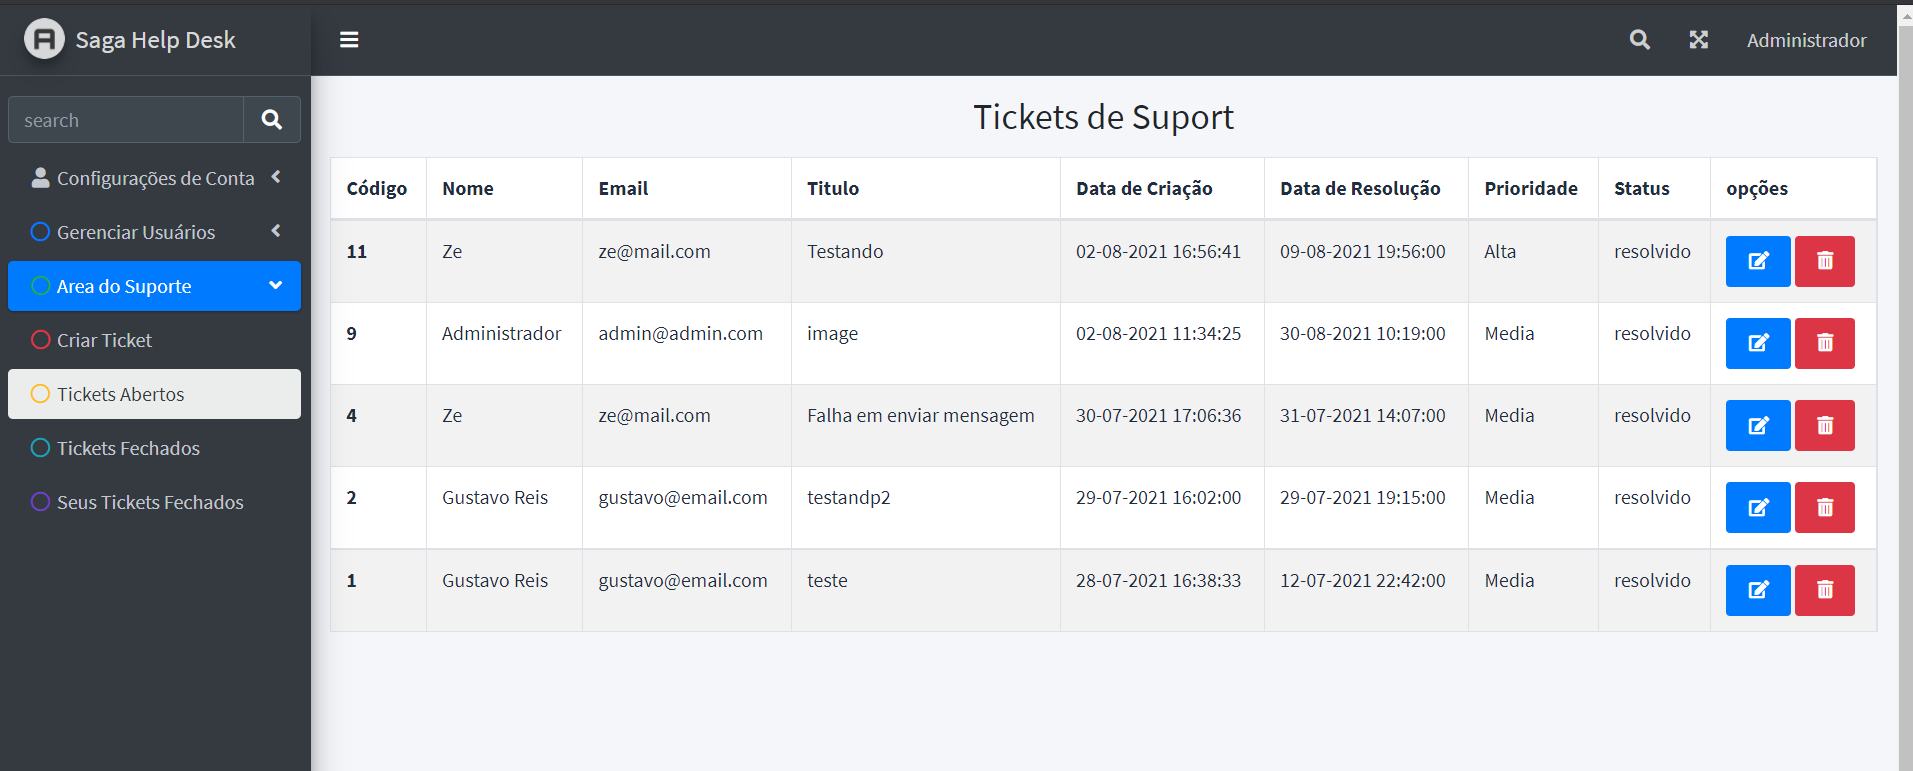 Saga Help Desk
Administrador
search
Configurações de Conta
Gerenciar Usuários
Area do Suporte
Criar Ticket
Tickets Abertos
Tickets Fechados
Seus Tickets Fechados
Tickets de Suport
Código Nome Email Titulo Data de Criação Data de Resolução Prioridade Status opções
11 Ze ze@mail.com Testando 02-08-2021 16:56:41 09-08-2021 19:56:00 Alta resolvido
9 Administrador admin@admin.com image 02-08-2021 11:34:25 30-08-2021 10:19:00 Media resolvido
4 Ze ze@mail.com Falha em enviar mensagem 30-07-2021 17:06:36 31-07-2021 14:07:00 Media resolvido
2 Gustavo Reis gustavo@email.com testandp2 29-07-2021 16:02:00 29-07-2021 19:15:00 Media resolvido
1 Gustavo Reis gustavo@email.com teste 28-07-2021 16:38:33 12-07-2021 22:42:00 Media resolvido